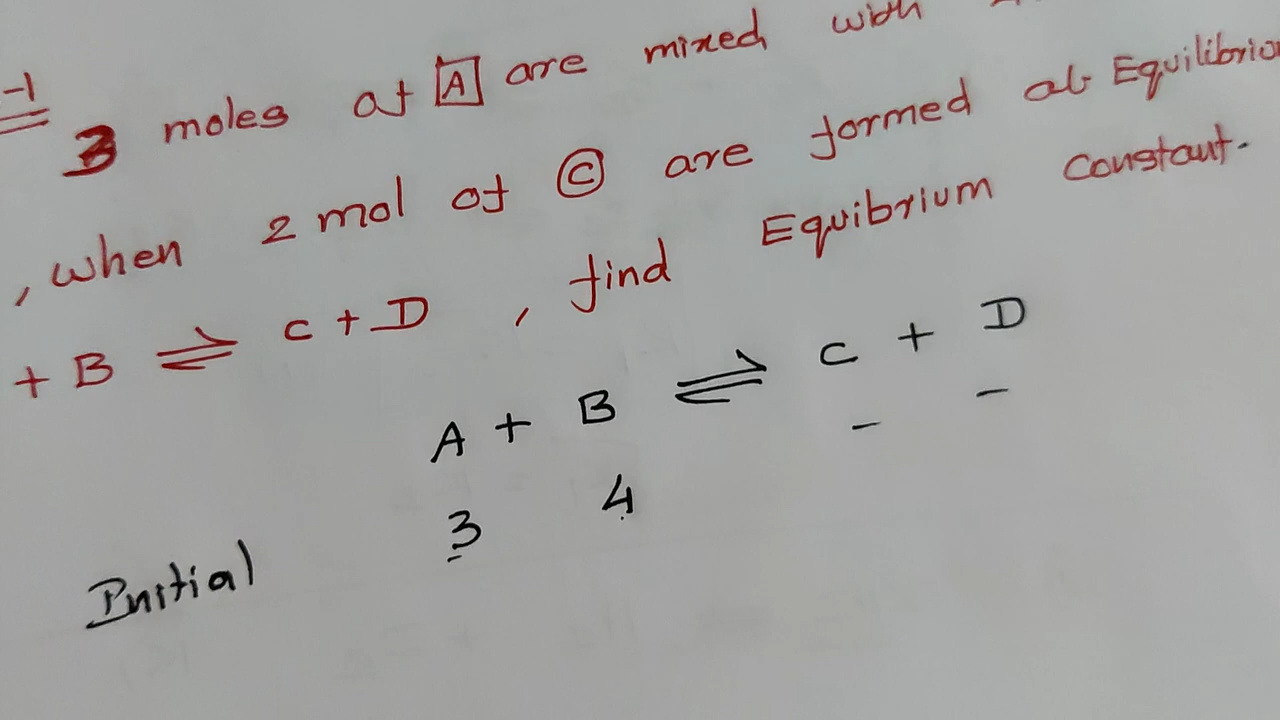 -1
3 moles of A are mixed with
, when 2 mol of C are formed at Equilibriu
+ B ⇌ C + D , find Equibrium Constant.
A + B ⇌ C + D
Initial 3 4 - -